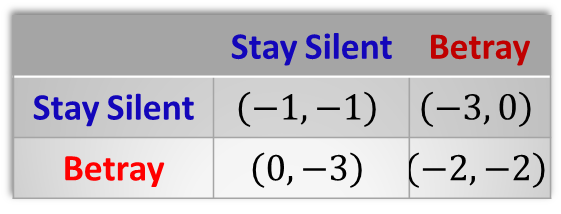 Stay Silent Betray
Stay Silent (−1, −1) (−3, 0)
Betray (0, −3) (−2, −2)